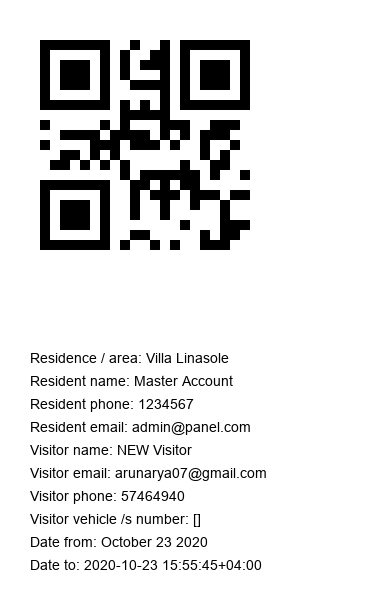 Residence / area: Villa Linasole
Resident name: Master Account
Resident phone: 1234567
Resident email: admin@panel.com
Visitor name: NEW Visitor
Visitor email: arunarya07@gmail.com
Visitor phone: 57464940
Visitor vehicle /s number: []
Date from: October 23 2020
Date to: 2020-10-23 15:55:45+04:00